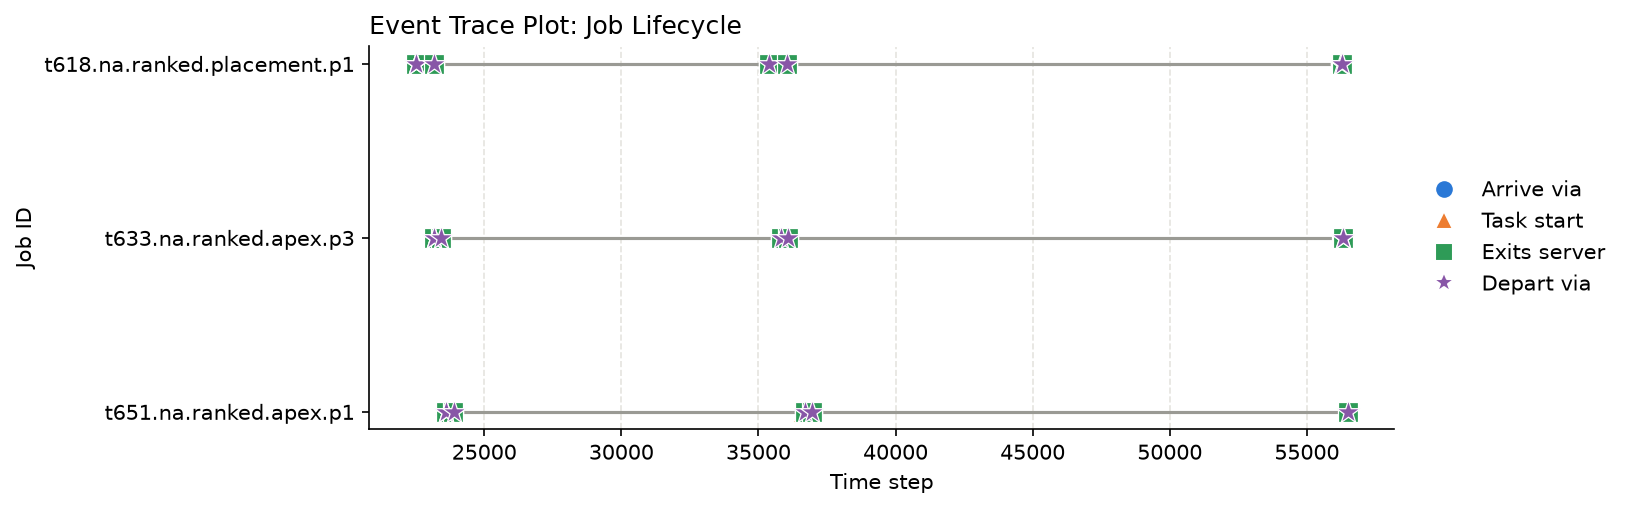 Event Trace Plot: Job Lifecycle
t618.na.ranked.placement.p1
t633.na.ranked.apex.p3
t651.na.ranked.apex.p1
Job ID
25000
30000
35000
40000
45000
50000
55000
Time step
Arrive via
Task start
Exits server
Depart via